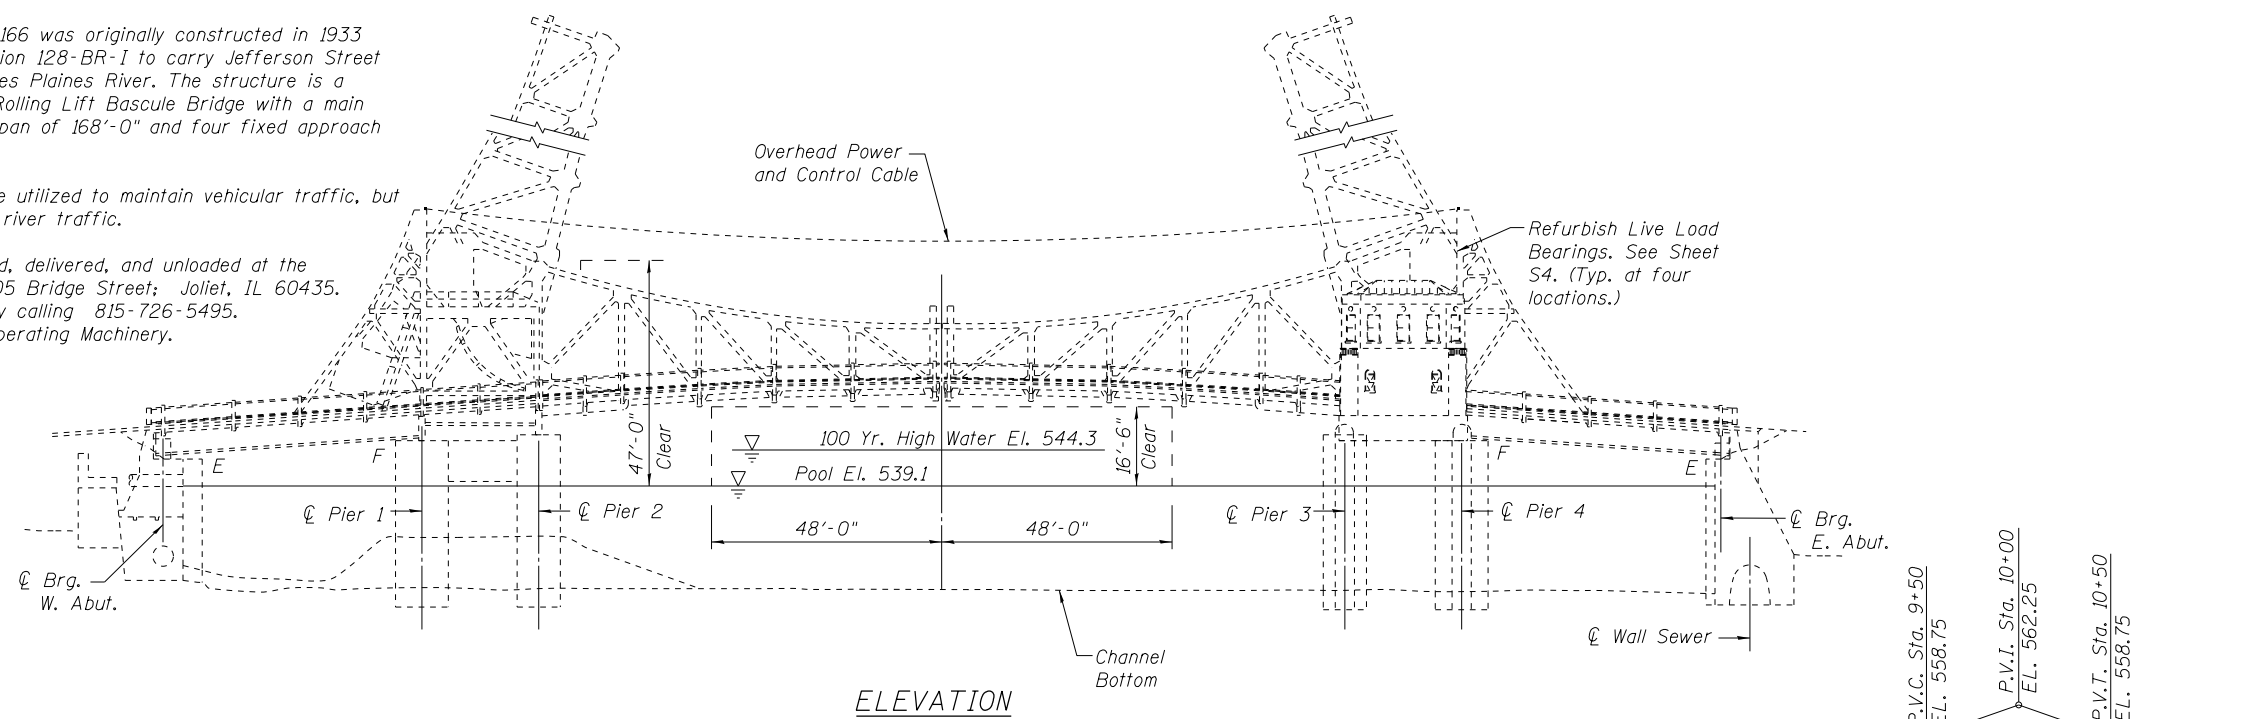 166 was originally constructed in 1933
ion 128-BR-I to carry Jefferson Street
es Plaines River. The structure is a
Rolling Lift Bascule Bridge with a main
pan of 168'-0" and four fixed approach
e utilized to maintain vehicular traffic, but
river traffic.
d, delivered, and unloaded at the
05 Bridge Street; Joliet, IL 60435.
y calling 815-726-5495.
perating Machinery.
Overhead Power
and Control Cable
Refurbish Live Load
Bearings. See Sheet
S4. (Typ. at four
locations.)
47'-0"
Clear
100 Yr. High Water El. 544.3
Pool El. 539.1
16'-6"
Clear
E
F
F
E
℄ Pier 1
℄ Pier 2
48'-0"
48'-0"
℄ Pier 3
℄ Pier 4
℄ Brg.
E. Abut.
℄ Brg.
W. Abut.
℄ Wall Sewer
Channel
Bottom
ELEVATION
P.V.C. Sta. 9+50
EL. 558.75
P.V.I. Sta. 10+00
EL. 562.25
P.V.T. Sta. 10+50
EL. 558.75